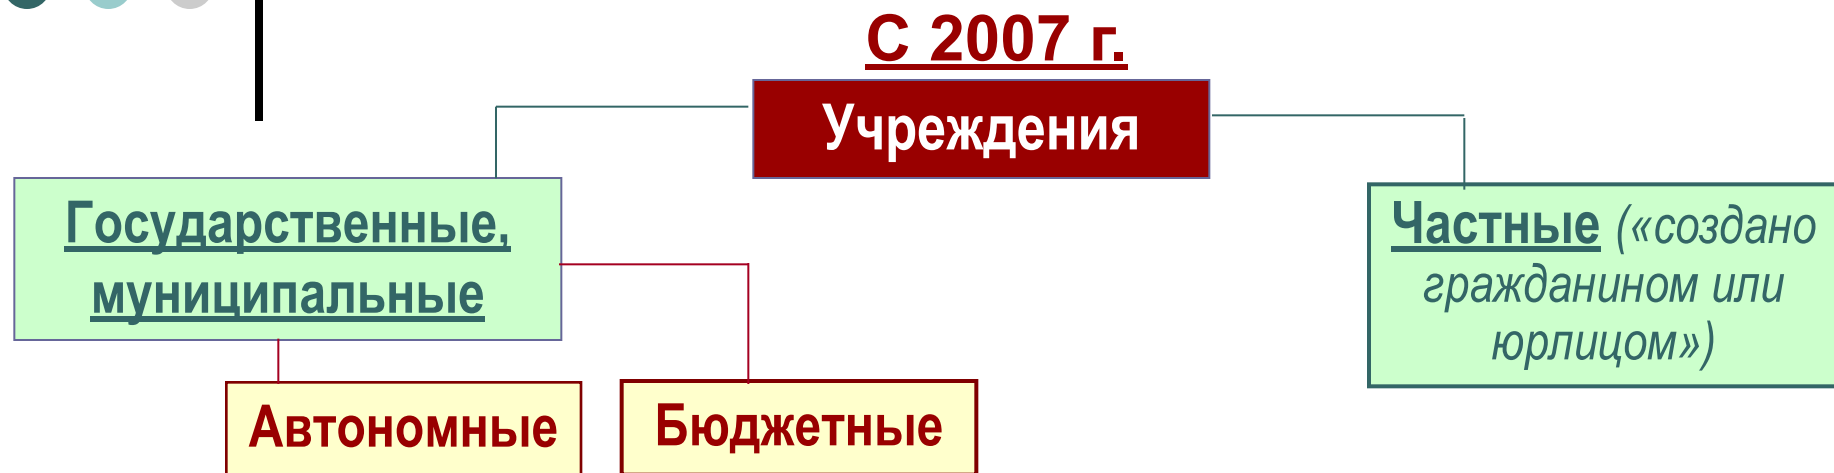 С 2007 г.
Учреждения
Государственные,
муниципальные
Частные («создано
гражданином или
юрлицом»)
Автономные
Бюджетные